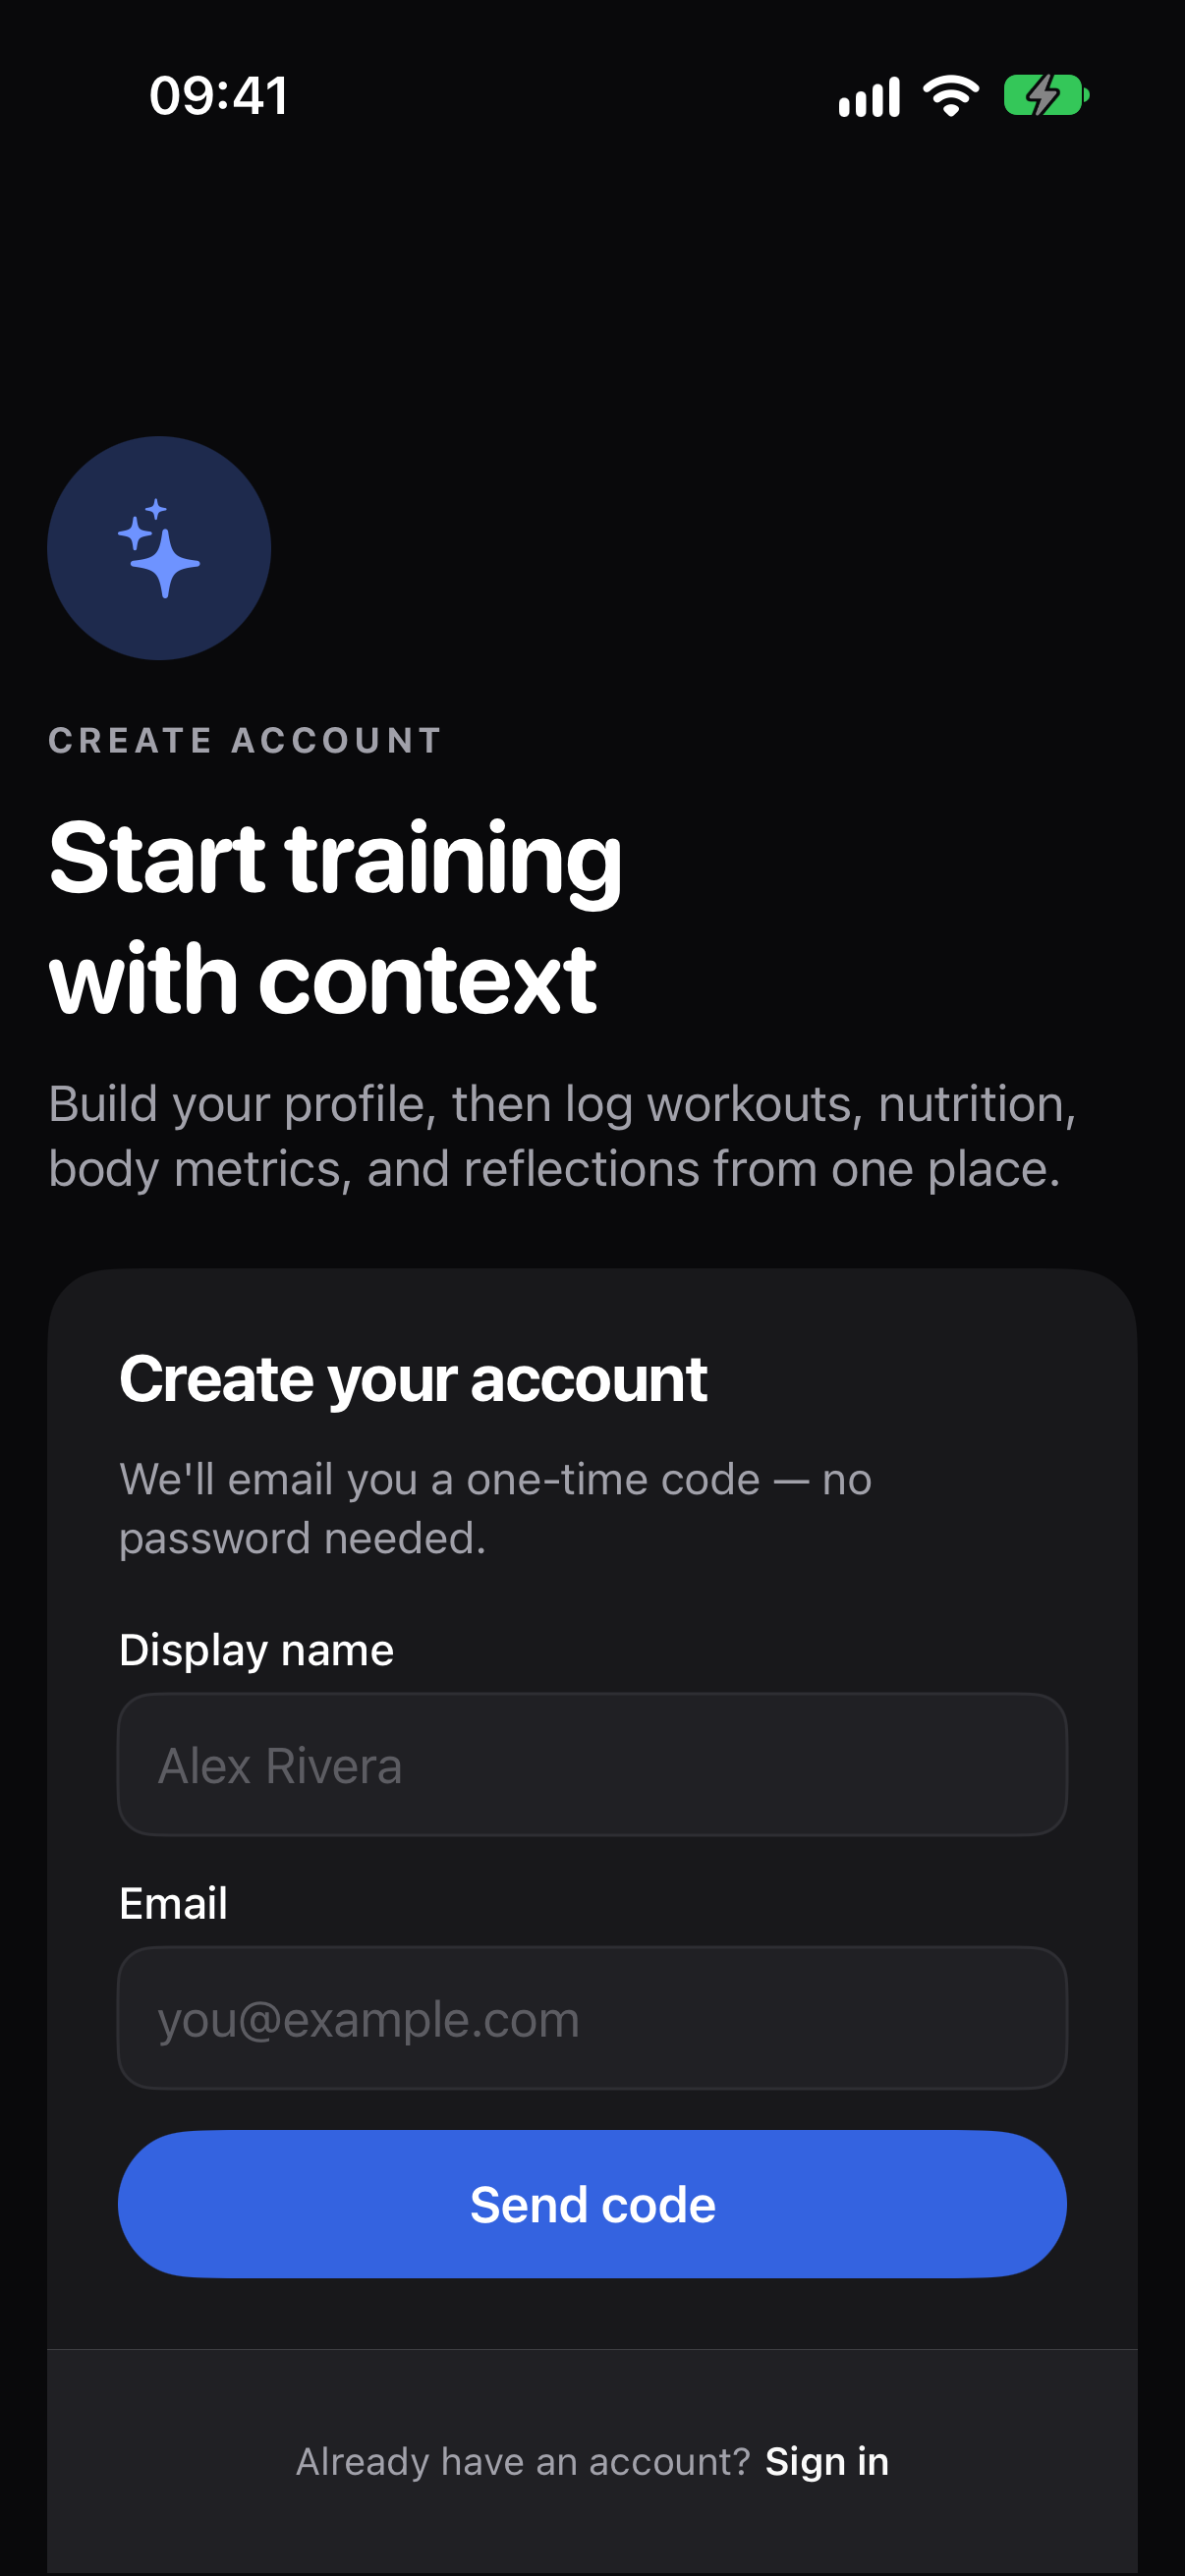 09:41
CREATE ACCOUNT
Start training
with context
Build your profile, then log workouts, nutrition,
body metrics, and reflections from one place.
Create your account
We'll email you a one-time code — no
password needed.
Display name
Alex Rivera
Email
you@example.com
Send code
Already have an account? Sign in